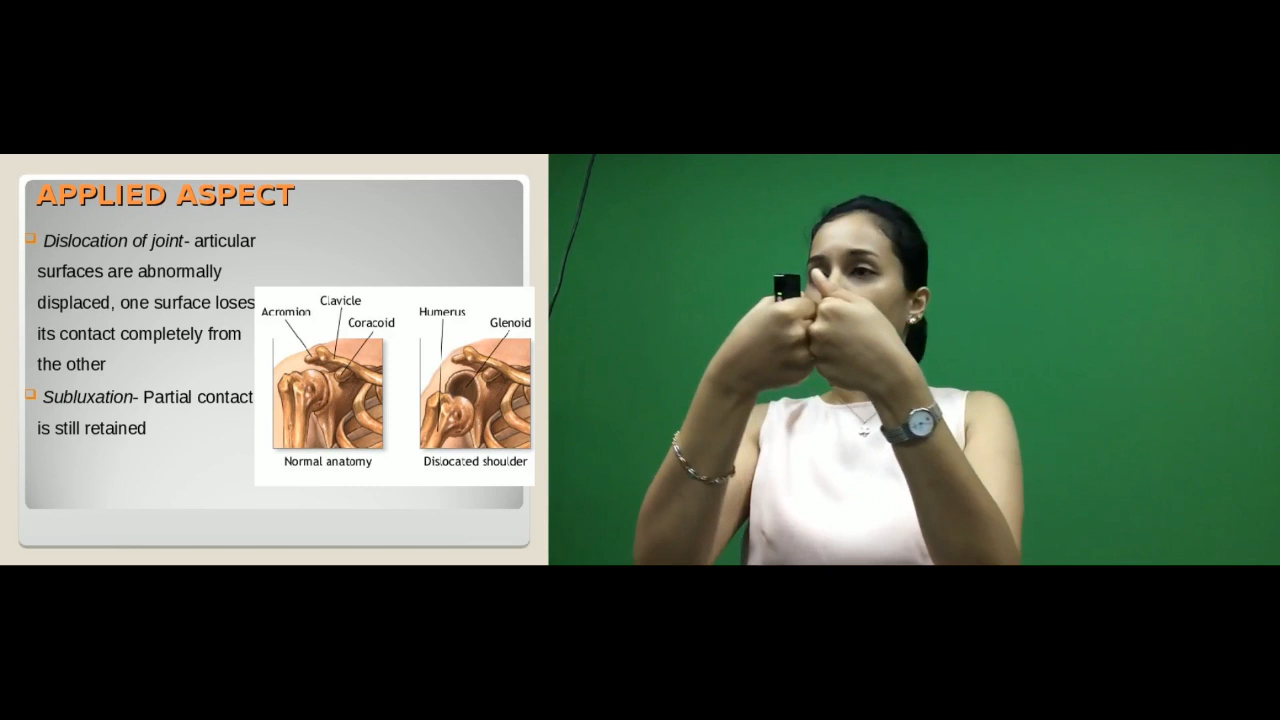 APPLIED ASPECT
Dislocation of joint- articular
surfaces are abnormally
displaced, one surface loses
its contact completely from
the other
Subluxation- Partial contact
is still retained
Clavicle
Acromion
Coracoid
Humerus
Glenoid
Normal anatomy
Dislocated shoulder